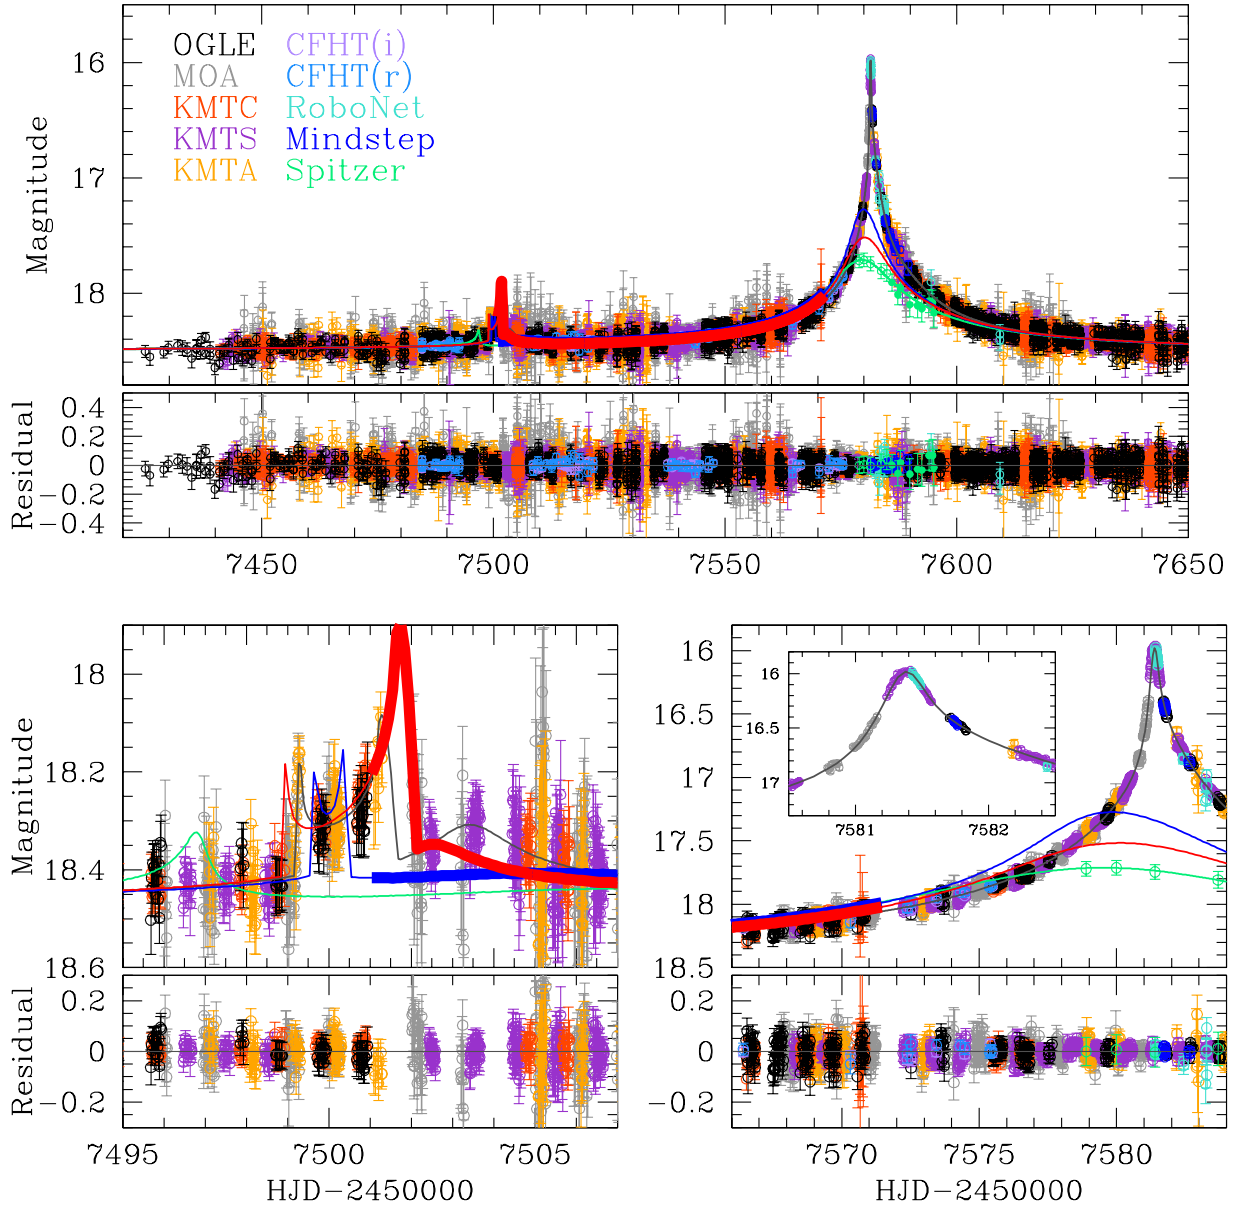 OGLE CFHT(i)
MOA CFHT(r)
KMTC RoboNet
KMTS Mindstep
KMTA Spitzer
Magnitude
16
17
18
Residual
0.4
0.2
0
−0.2
−0.4
7450 7500 7550 7600 7650
Magnitude
18
18.2
18.4
18.6
Residual
0.2
0
−0.2
7495 7500 7505
HJD−2450000
Magnitude
16
16.5
17
17.5
18
18.5
16
16.5
17
7581 7582
Residual
0.2
0
−0.2
7570 7575 7580
HJD−2450000